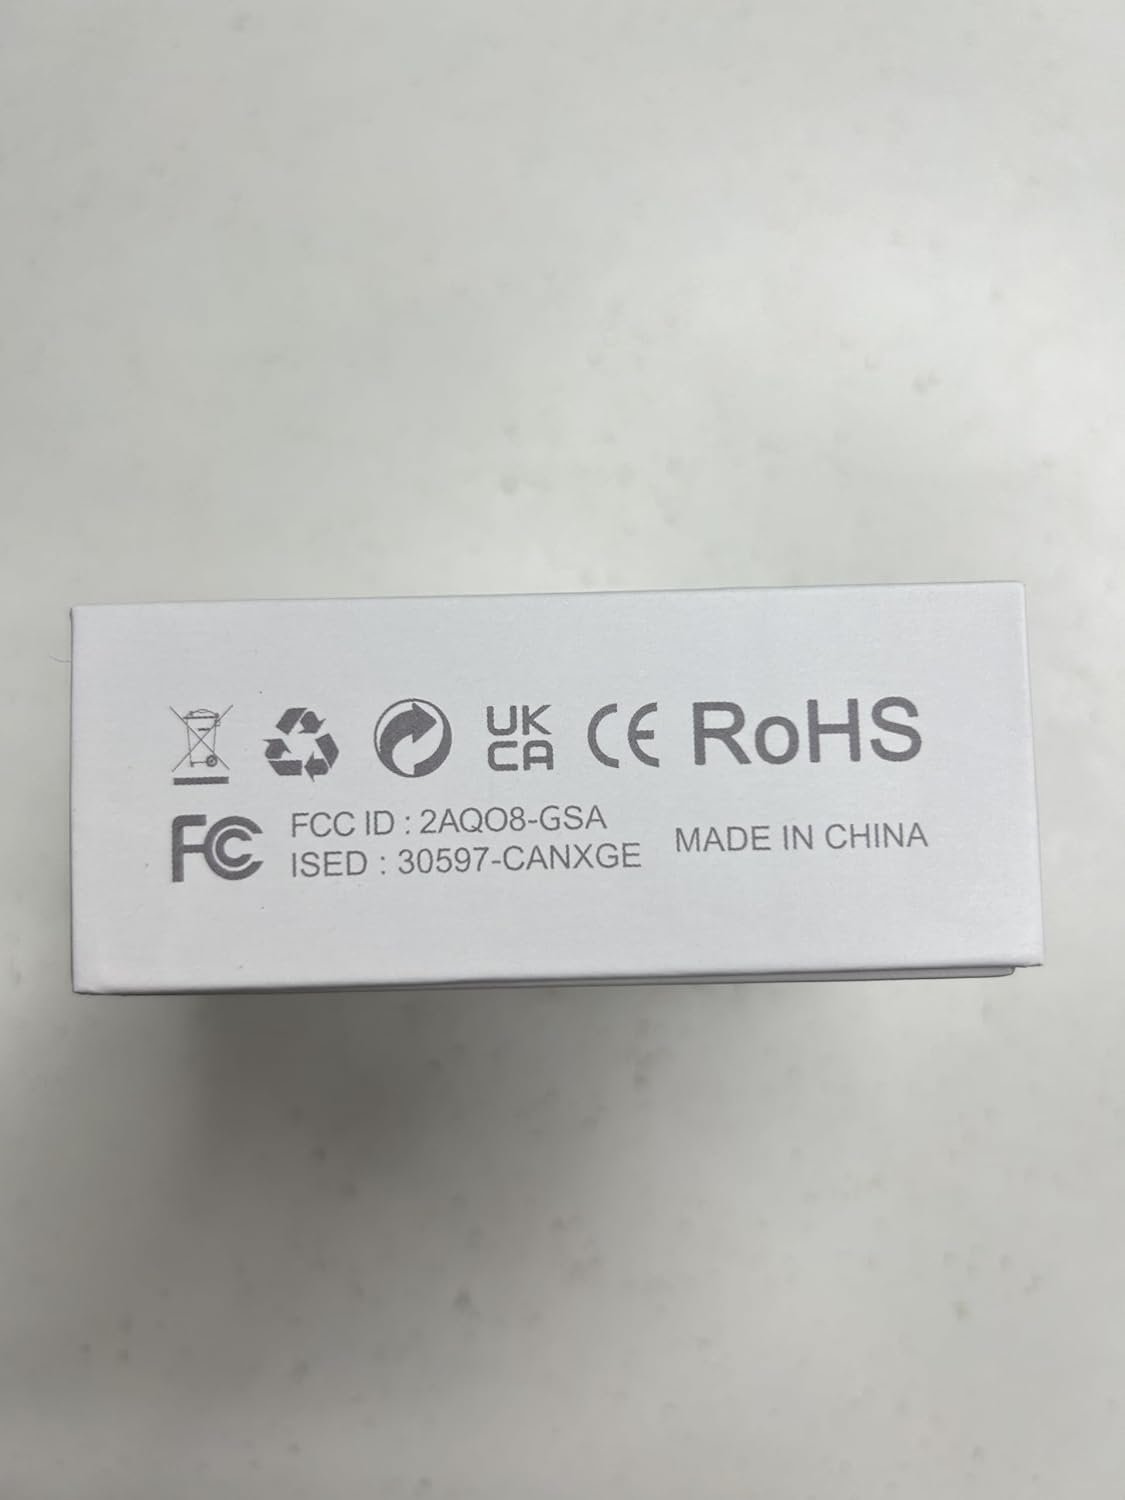 UK
CA
CE
RoHS
FC
FCC ID : 2AQO8-GSA
ISED : 30597-CANXGE
MADE IN CHINA